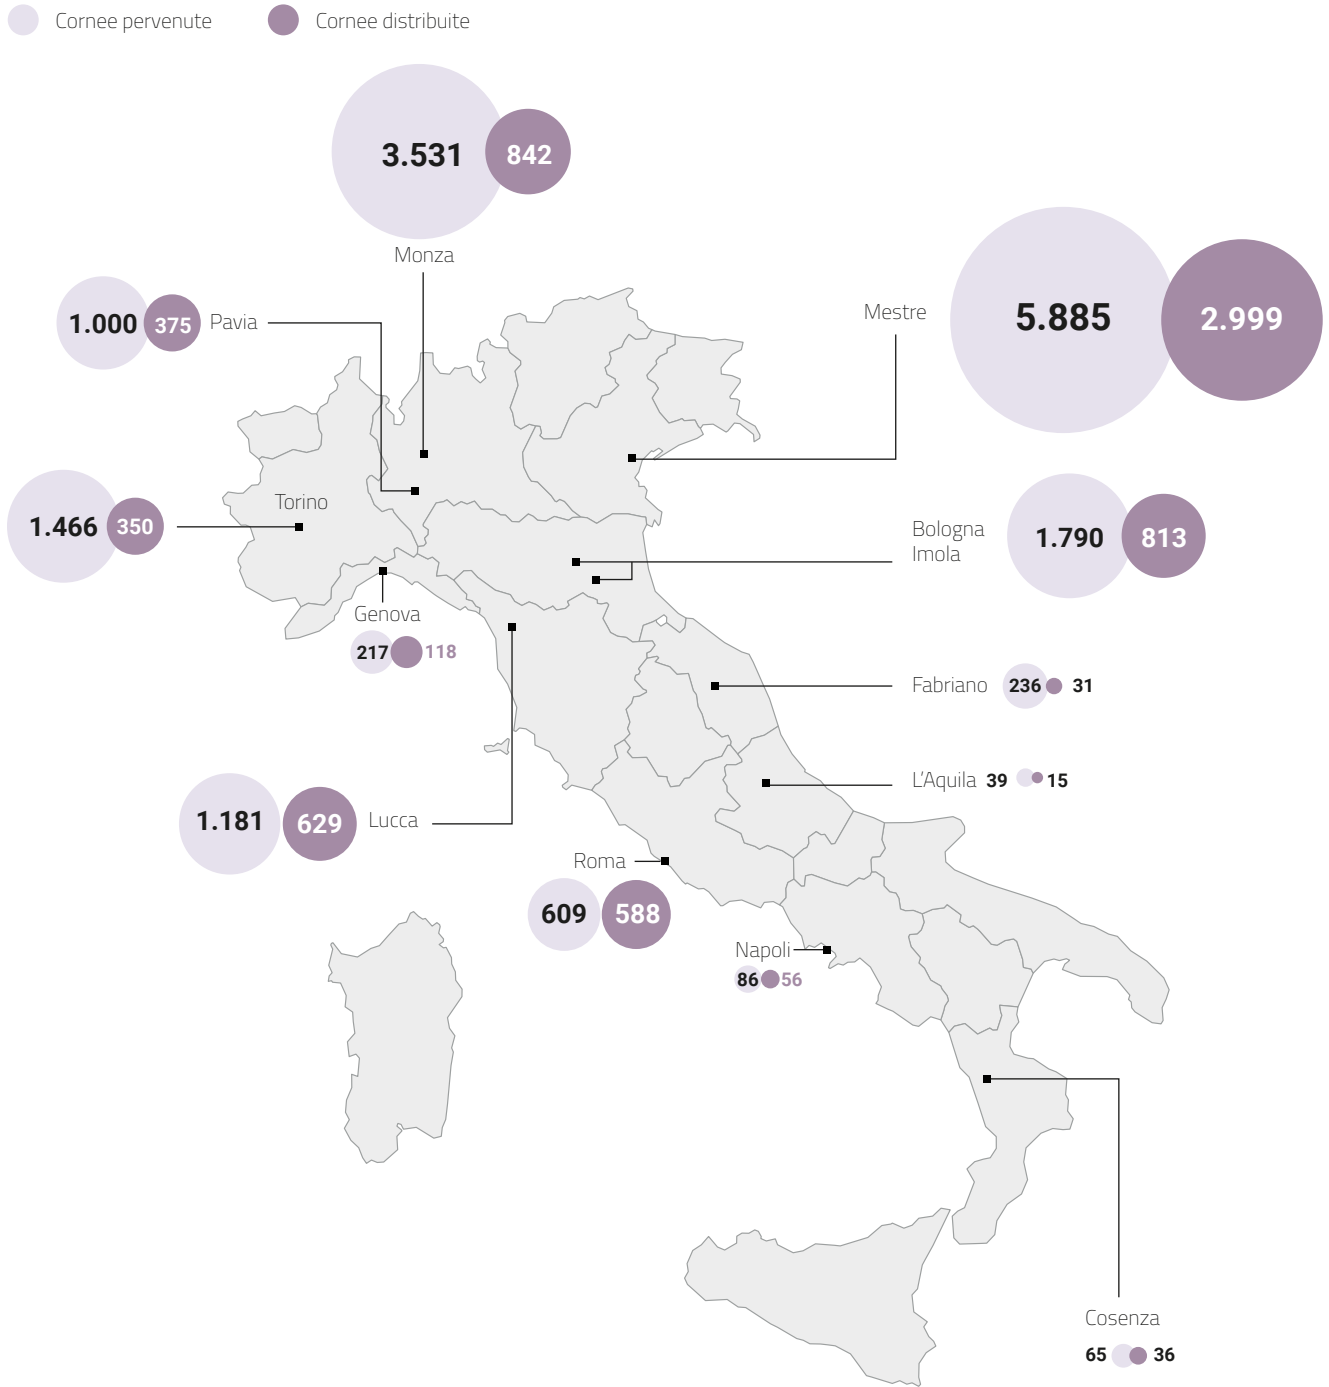 Cornee pervenute
Cornee distribuite
3.531
842
Monza
1.000
375
Pavia
Mestre
5.885
2.999
Torino
1.466
350
Bologna
Imola
1.790
813
Genova
217
118
Fabriano
236
31
L'Aquila
39
15
1.181
629
Lucca
Roma
609
588
Napoli
86
56
Cosenza
65
36